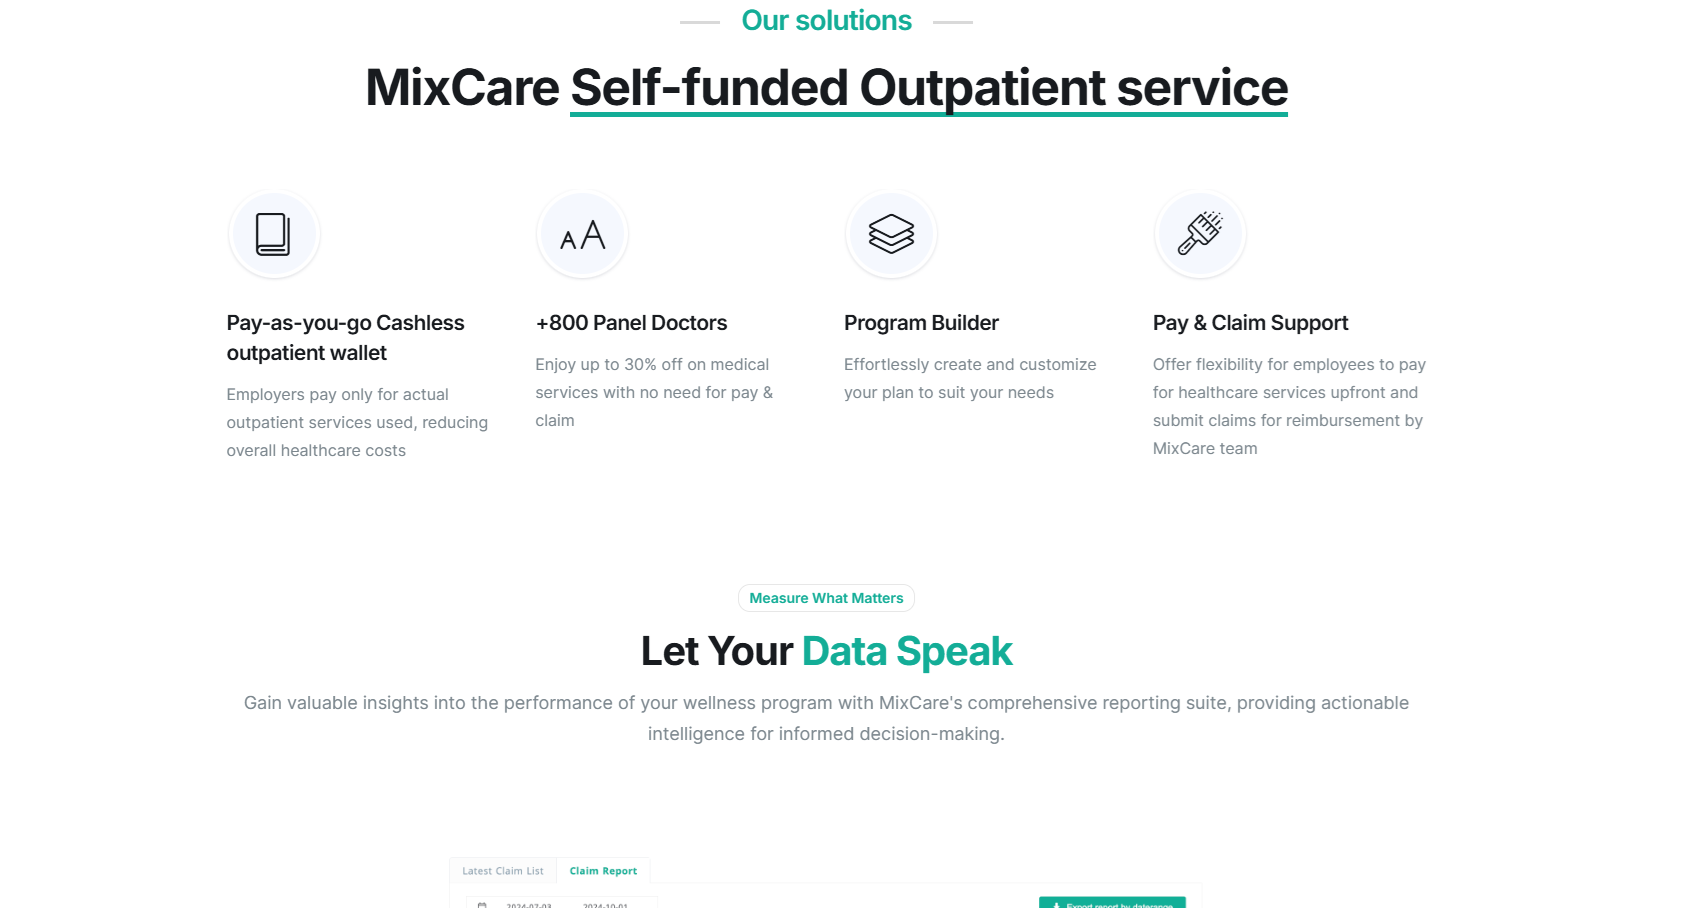 Our solutions
MixCare Self-funded Outpatient service
AA
Pay-as-you-go Cashless
outpatient wallet
Employers pay only for actual
outpatient services used, reducing
overall healthcare costs
+800 Panel Doctors
Enjoy up to 30% off on medical
services with no need for pay &
claim
Program Builder
Effortlessly create and customize
your plan to suit your needs
Pay & Claim Support
Offer flexibility for employees to pay
for healthcare services upfront and
submit claims for reimbursement by
MixCare team
Measure What Matters
Let Your Data Speak
Gain valuable insights into the performance of your wellness program with MixCare's comprehensive reporting suite, providing actionable
intelligence for informed decision-making.
Latest Claim List
Claim Report
2024-07-03
2024-10-01
Export report by daterange